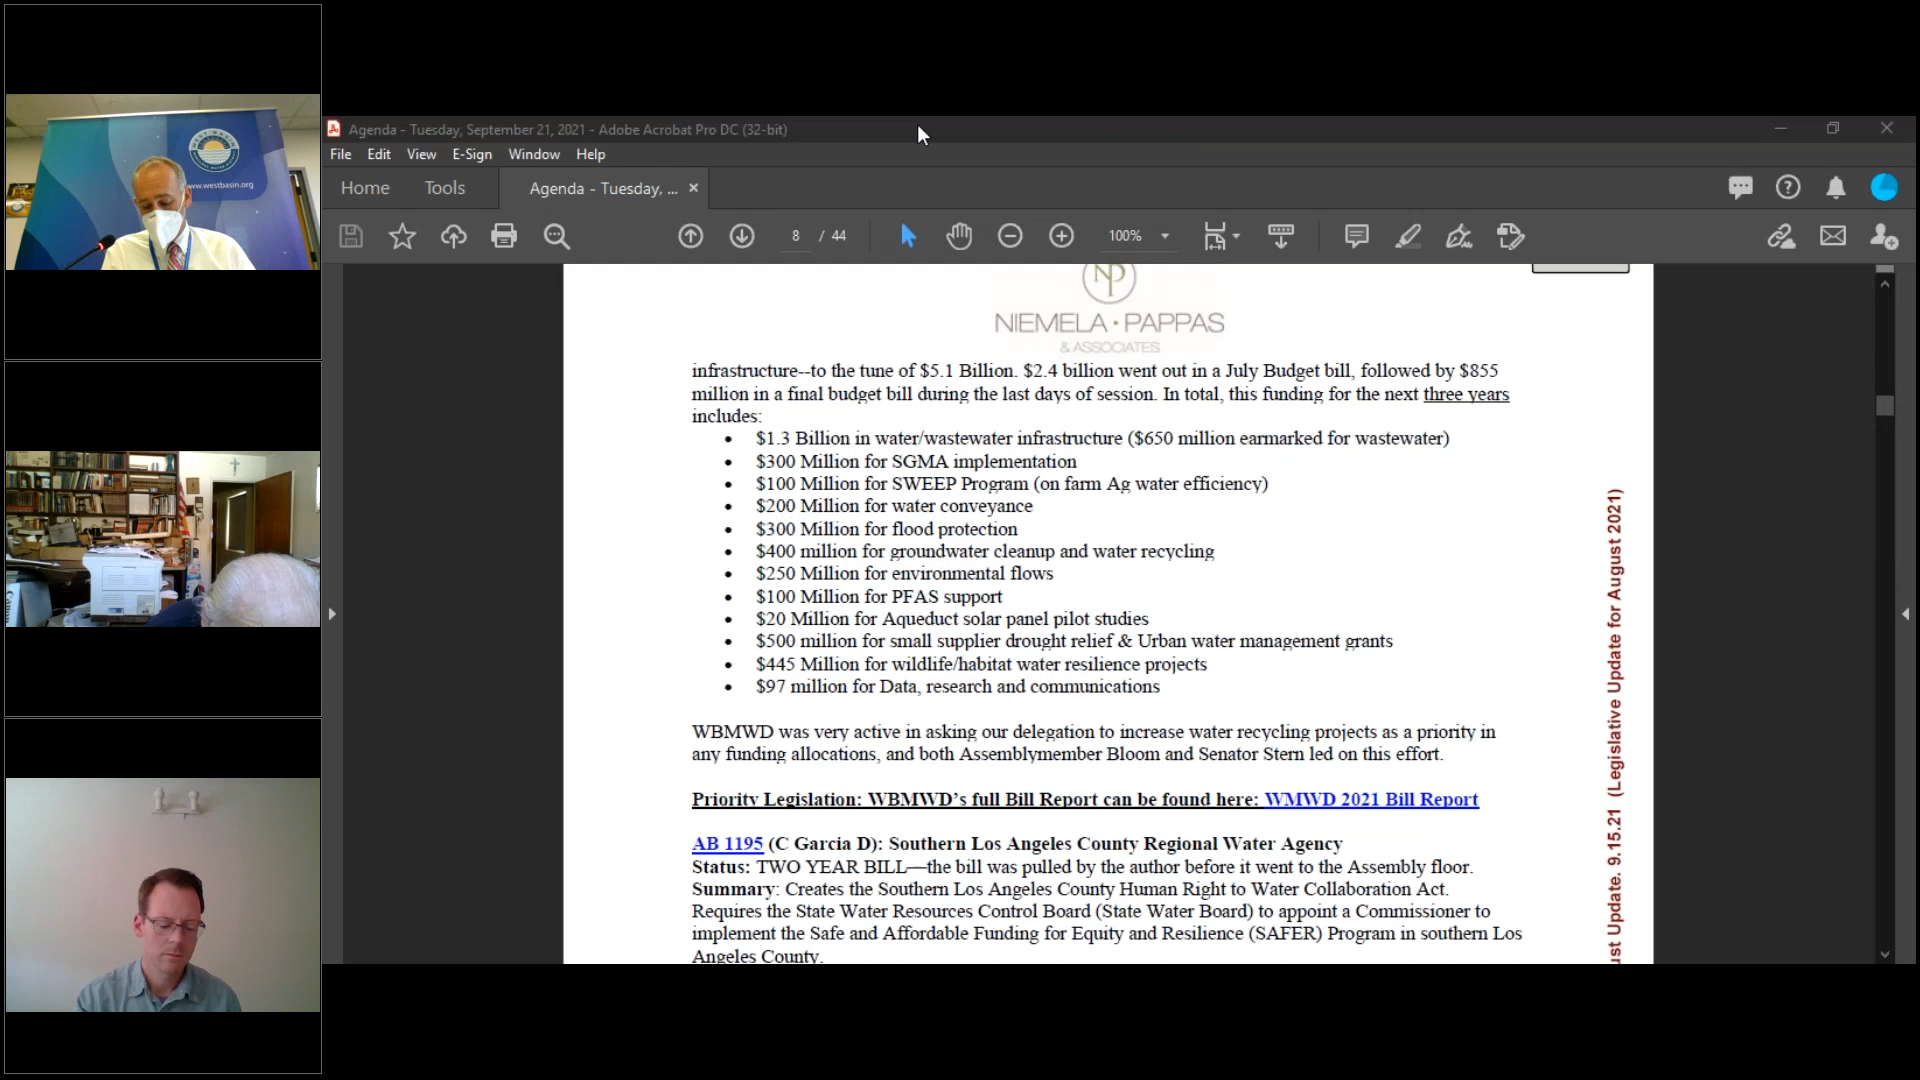 WEST BASIN
www.westbasin.org
Canon
Agenda - Tuesday, September 21, 2021 - Adobe Acrobat Pro DC (32-bit)
File Edit View E-Sign Window Help
Home Tools Agenda - Tuesday, ... ×
8 / 44 100%
NP
NIEMELA • PAPPAS
& ASSOCIATES
infrastructure--to the tune of $5.1 Billion. $2.4 billion went out in a July Budget bill, followed by $855
million in a final budget bill during the last days of session. In total, this funding for the next three years
includes:
• $1.3 Billion in water/wastewater infrastructure ($650 million earmarked for wastewater)
• $300 Million for SGMA implementation
• $100 Million for SWEEP Program (on farm Ag water efficiency)
• $200 Million for water conveyance
• $300 Million for flood protection
• $400 million for groundwater cleanup and water recycling
• $250 Million for environmental flows
• $100 Million for PFAS support
• $20 Million for Aqueduct solar panel pilot studies
• $500 million for small supplier drought relief & Urban water management grants
• $445 Million for wildlife/habitat water resilience projects
• $97 million for Data, research and communications
WBMWD was very active in asking our delegation to increase water recycling projects as a priority in
any funding allocations, and both Assemblymember Bloom and Senator Stern led on this effort.
Priority Legislation: WBMWD's full Bill Report can be found here: WMWD 2021 Bill Report
AB 1195 (C Garcia D): Southern Los Angeles County Regional Water Agency
Status: TWO YEAR BILL—the bill was pulled by the author before it went to the Assembly floor.
Summary: Creates the Southern Los Angeles County Human Right to Water Collaboration Act.
Requires the State Water Resources Control Board (State Water Board) to appoint a Commissioner to
implement the Safe and Affordable Funding for Equity and Resilience (SAFER) Program in southern Los
Angeles County.
ust Update. 9.15.21 (Legislative Update for August 2021)